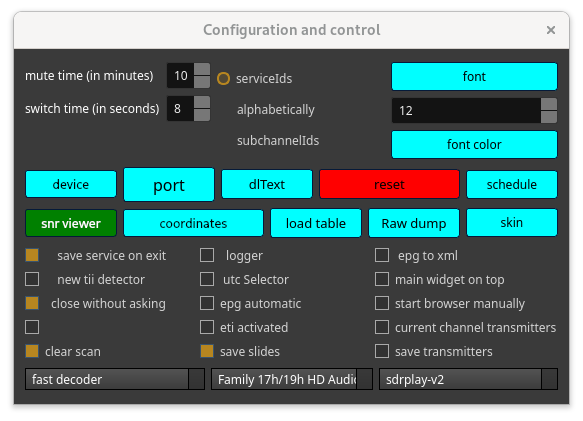 Configuration and control ×
mute time (in minutes) 10 serviceIds font
switch time (in seconds) 8 alphabetically 12
subchannelIds font color
device port dlText reset schedule
snr viewer coordinates load table Raw dump skin
save service on exit logger epg to xml
new tii detector utc Selector main widget on top
close without asking epg automatic start browser manually
eti activated current channel transmitters
clear scan save slides save transmitters
fast decoder Family 17h/19h HD Audio sdrplay-v2